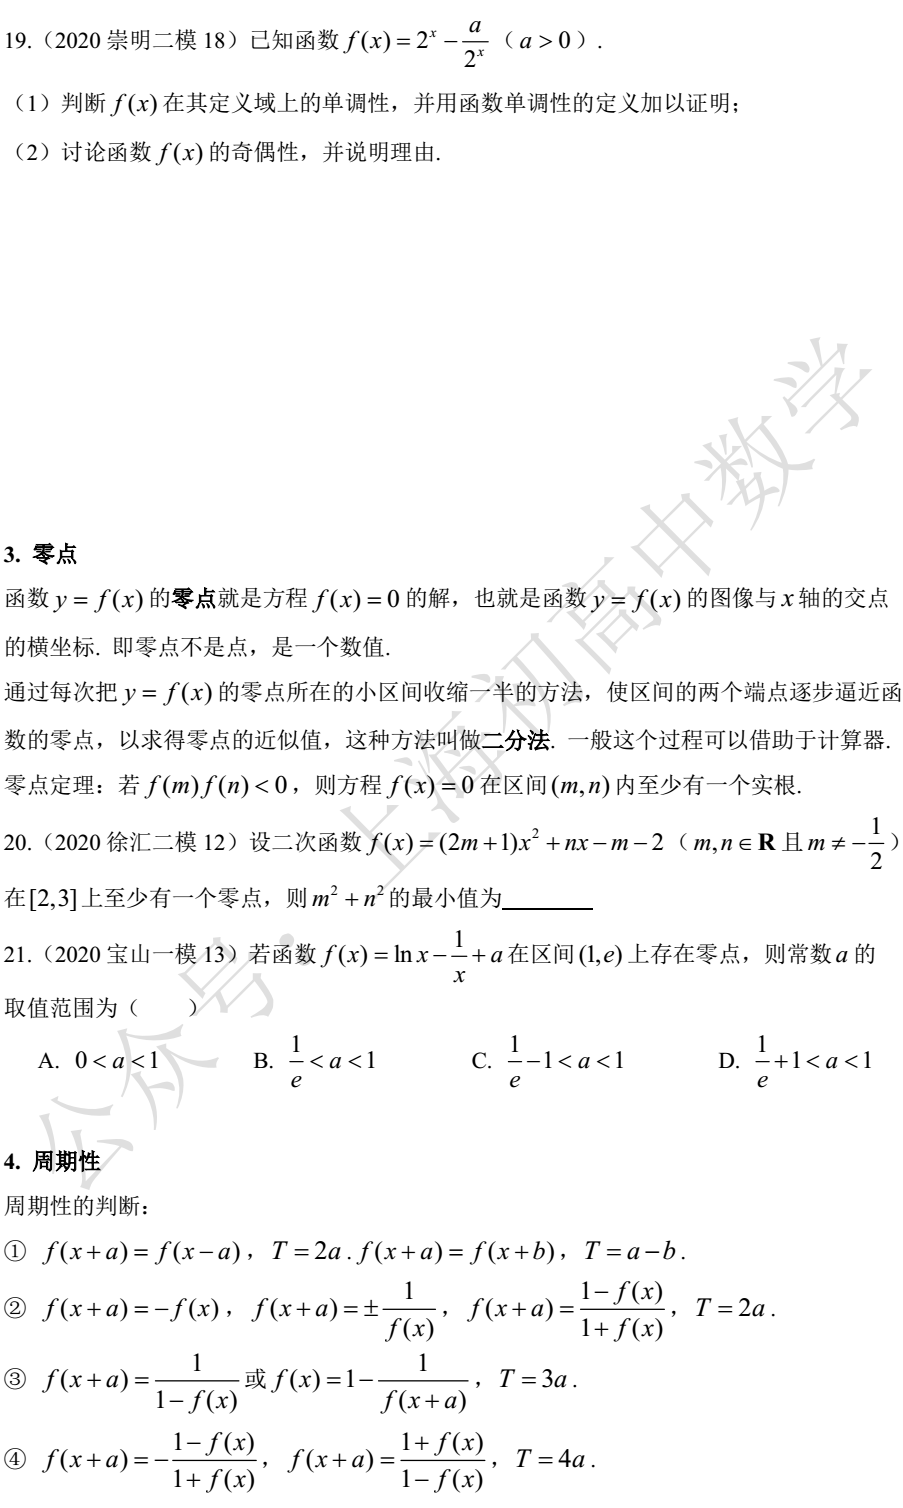 19.（2020 崇明二模 18）已知函数 f(x) = 2^x − a/2^x（a > 0）.
（1）判断 f(x) 在其定义域上的单调性，并用函数单调性的定义加以证明；
（2）讨论函数 f(x) 的奇偶性，并说明理由.
3. 零点
函数 y = f(x) 的零点就是方程 f(x) = 0 的解，也就是函数 y = f(x) 的图像与 x 轴的交点
的横坐标. 即零点不是点，是一个数值.
通过每次把 y = f(x) 的零点所在的小区间收缩一半的方法，使区间的两个端点逐步逼近函
数的零点，以求得零点的近似值，这种方法叫做二分法. 一般这个过程可以借助于计算器.
零点定理：若 f(m)f(n) < 0，则方程 f(x) = 0 在区间 (m,n) 内至少有一个实根.
20.（2020 徐汇二模 12）设二次函数 f(x) = (2m+1)x² + nx − m − 2（m,n ∈ R 且 m ≠ −1/2）
在[2,3]上至少有一个零点，则 m² + n² 的最小值为________
21.（2020 宝山一模 13）若函数 f(x) = ln x − 1/x + a 在区间 (1,e) 上存在零点，则常数 a 的
取值范围为（　　）
A. 0 < a < 1　B. 1/e < a < 1　C. 1/e − 1 < a < 1　D. 1/e + 1 < a < 1
4. 周期性
周期性的判断：
① f(x+a) = f(x−a)，T = 2a . f(x+a) = f(x+b)，T = a−b .
② f(x+a) = −f(x)，f(x+a) = ± 1/f(x)，f(x+a) = (1−f(x))/(1+f(x))，T = 2a .
③ f(x+a) = 1/(1−f(x)) 或 f(x) = 1 − 1/f(x+a)，T = 3a .
④ f(x+a) = −(1−f(x))/(1+f(x))，f(x+a) = (1+f(x))/(1−f(x))，T = 4a .
公众号：上海初高中数学